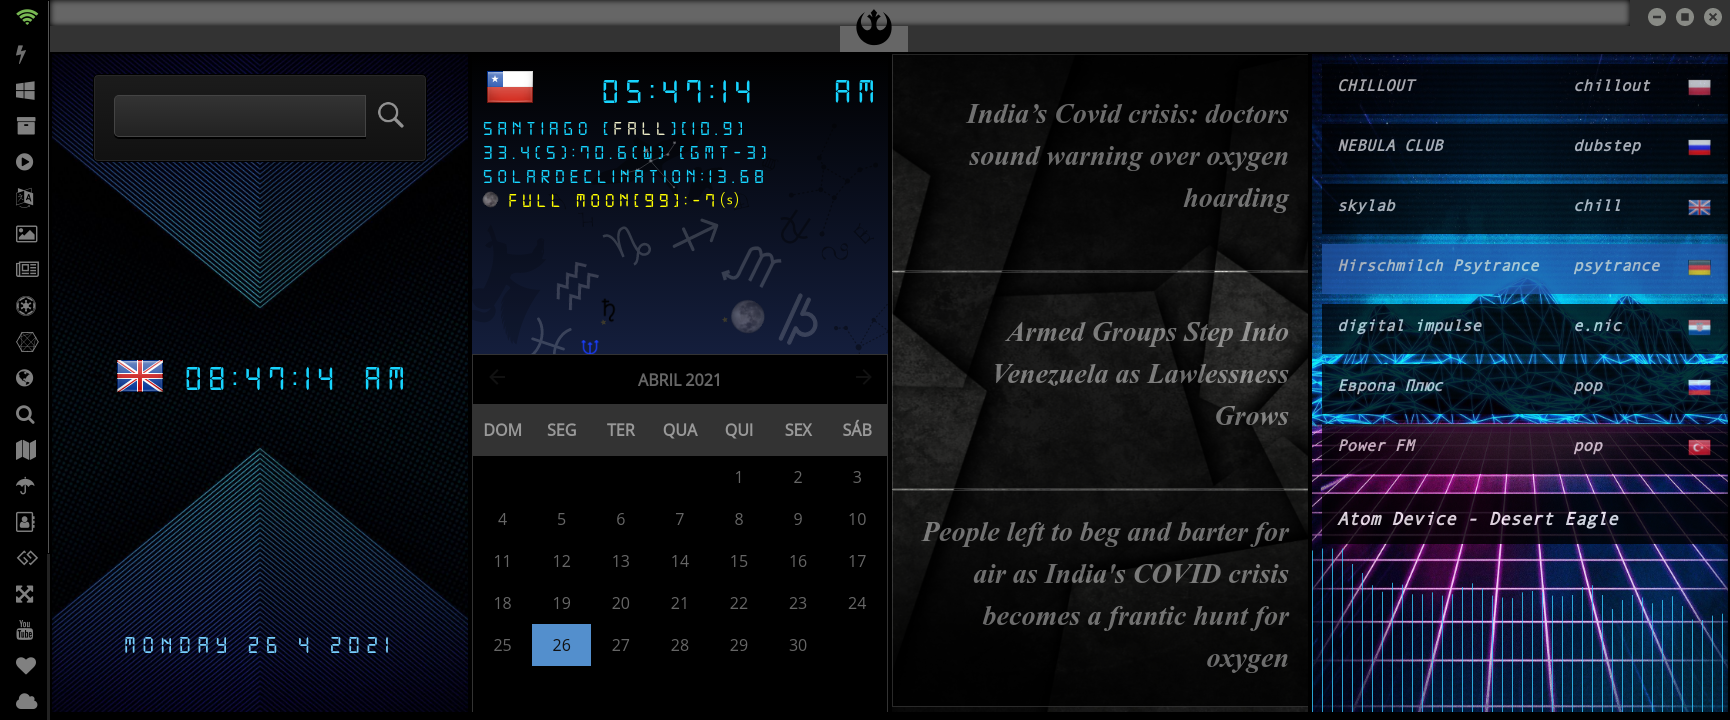 08:47:14 AM
MONDAY 26 4 2021
05:47:14 AM
SANTIAGO [FALL][10.9]
33.4(S):70.6(W) [GMT-3]
SOLARDECLINATION:13.68
FULL MOON[99]:-7(s)
ABRIL 2021
DOM SEG TER QUA QUI SEX SÁB
1 2 3
4 5 6 7 8 9 10
11 12 13 14 15 16 17
18 19 20 21 22 23 24
25 26 27 28 29 30
India’s Covid crisis: doctors
sound warning over oxygen
hoarding
Armed Groups Step Into
Venezuela as Lawlessness
Grows
People left to beg and barter for
air as India's COVID crisis
becomes a frantic hunt for
oxygen
CHILLOUT chillout
NEBULA CLUB dubstep
skylab chill
Hirschmilch Psytrance psytrance
digital impulse e.nic
Европа Плюс pop
Power FM pop
Atom Device - Desert Eagle
You
Tube